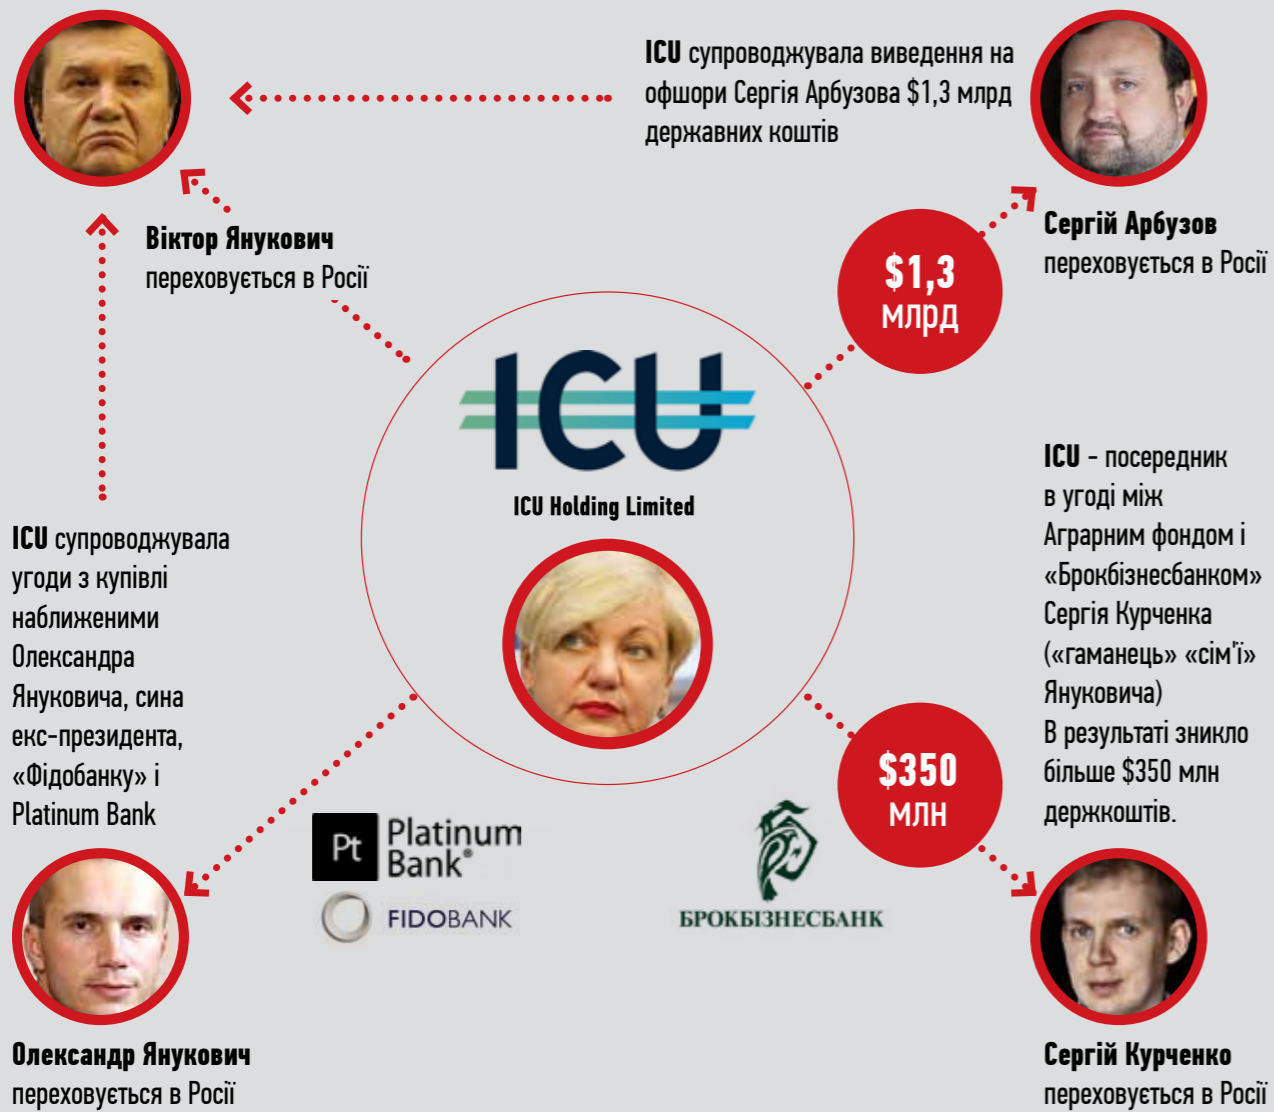 ICU супроводжувала виведення на
офшори Сергія Арбузова $1,3 млрд
державних коштів
Віктор Янукович
переховується в Росії
Сергій Арбузов
переховується в Росії
$1,3
млрд
ICU
ICU Holding Limited
ICU супроводжувала
угоди з купівлі
наближеними
Олександра
Януковича, сина
екс-президента,
«Фідобанку» і
Platinum Bank
ICU - посередник
в угоді між
Аграрним фондом і
«Брокбізнесбанком»
Сергія Курченка
(«гаманець» «сім'ї»
Януковича)
В результаті зникло
більше $350 млн
держкоштів.
$350
млн
Pt Platinum
Bank®
FIDOBANK
БРОКБІЗНЕСБАНК
Олександр Янукович
переховується в Росії
Сергій Курченко
переховується в Росії